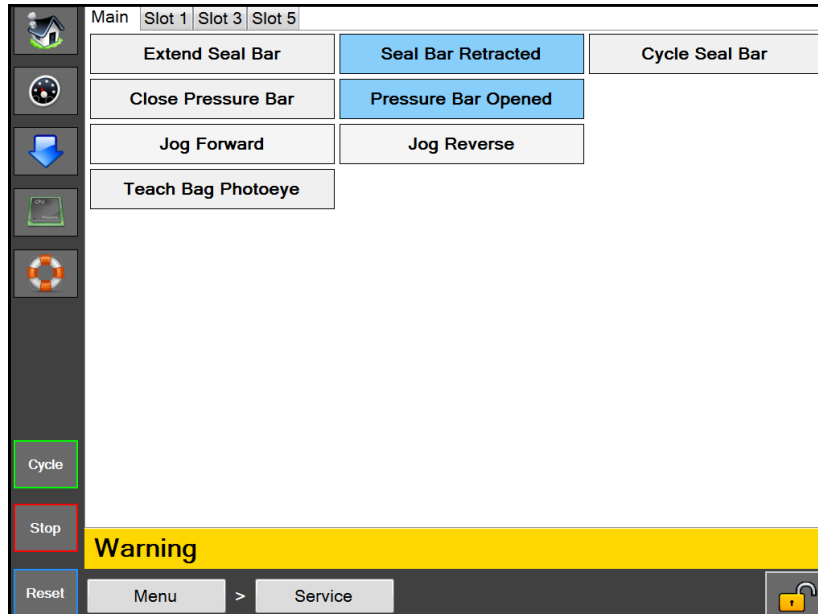 Main Slot 1 Slot 3 Slot 5
Extend Seal Bar Seal Bar Retracted Cycle Seal Bar
Close Pressure Bar Pressure Bar Opened
Jog Forward Jog Reverse
Teach Bag Photoeye
CPU
Cycle
Stop
Warning
Reset Menu > Service